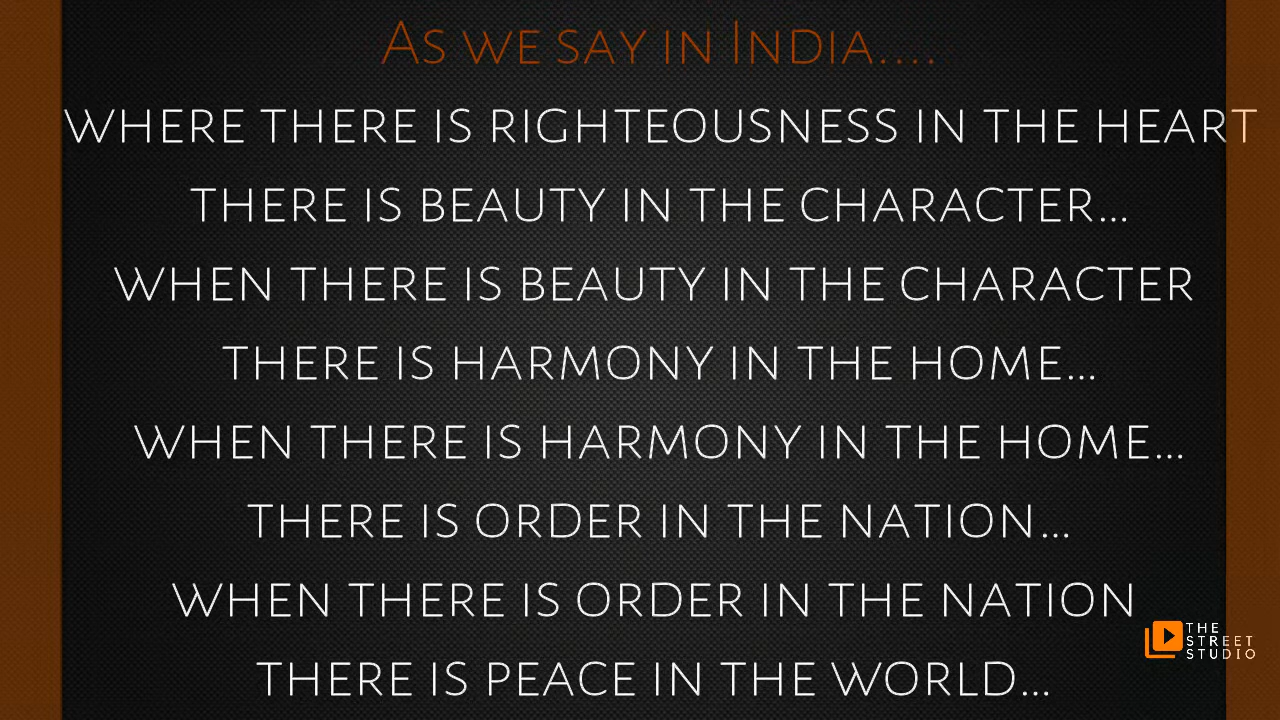 As we say in India....
where there is righteousness in the heart
there is beauty in the character...
when there is beauty in the character
there is harmony in the home...
when there is harmony in the home...
there is order in the nation...
when there is order in the nation
there is peace in the world...
THE
STREET
STUDIO